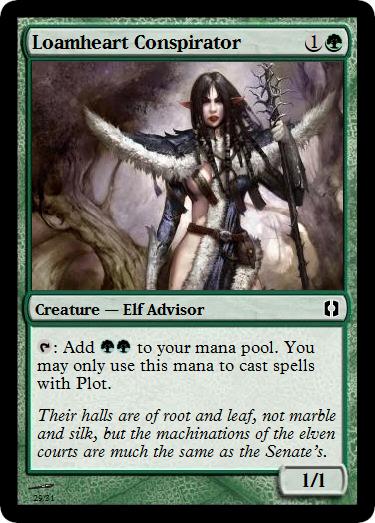 Loamheart Conspirator 1
Creature — Elf Advisor
: Add to your mana pool. You
may only use this mana to cast spells
with Plot.
Their halls are of root and leaf, not marble
and silk, but the machinations of the elven
courts are much the same as the Senate's.
1/1